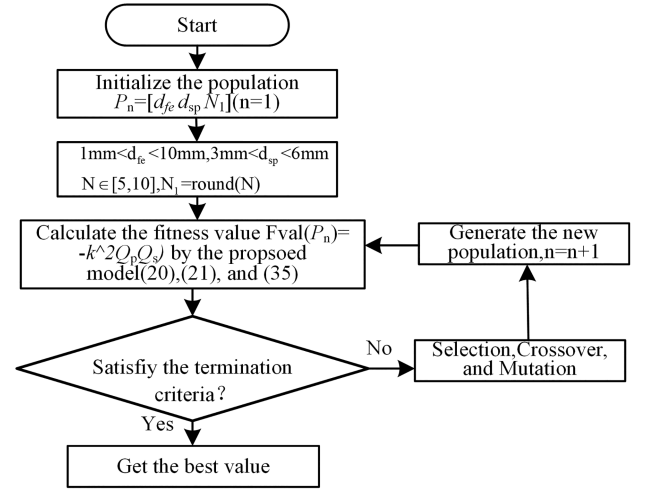 Start
Initialize the population
Pn=[dfe dsp N1](n=1)
1mm<dfe<10mm,3mm<dsp<6mm
N∈[5,10],N1=round(N)
Calculate the fitness value Fval(Pn)=
-k^2QpQs) by the propsoed
model(20),(21), and (35)
Generate the new
population,n=n+1
Satisfiy the termination
criteria?
No
Selection,Crossover,
and Mutation
Yes
Get the best value